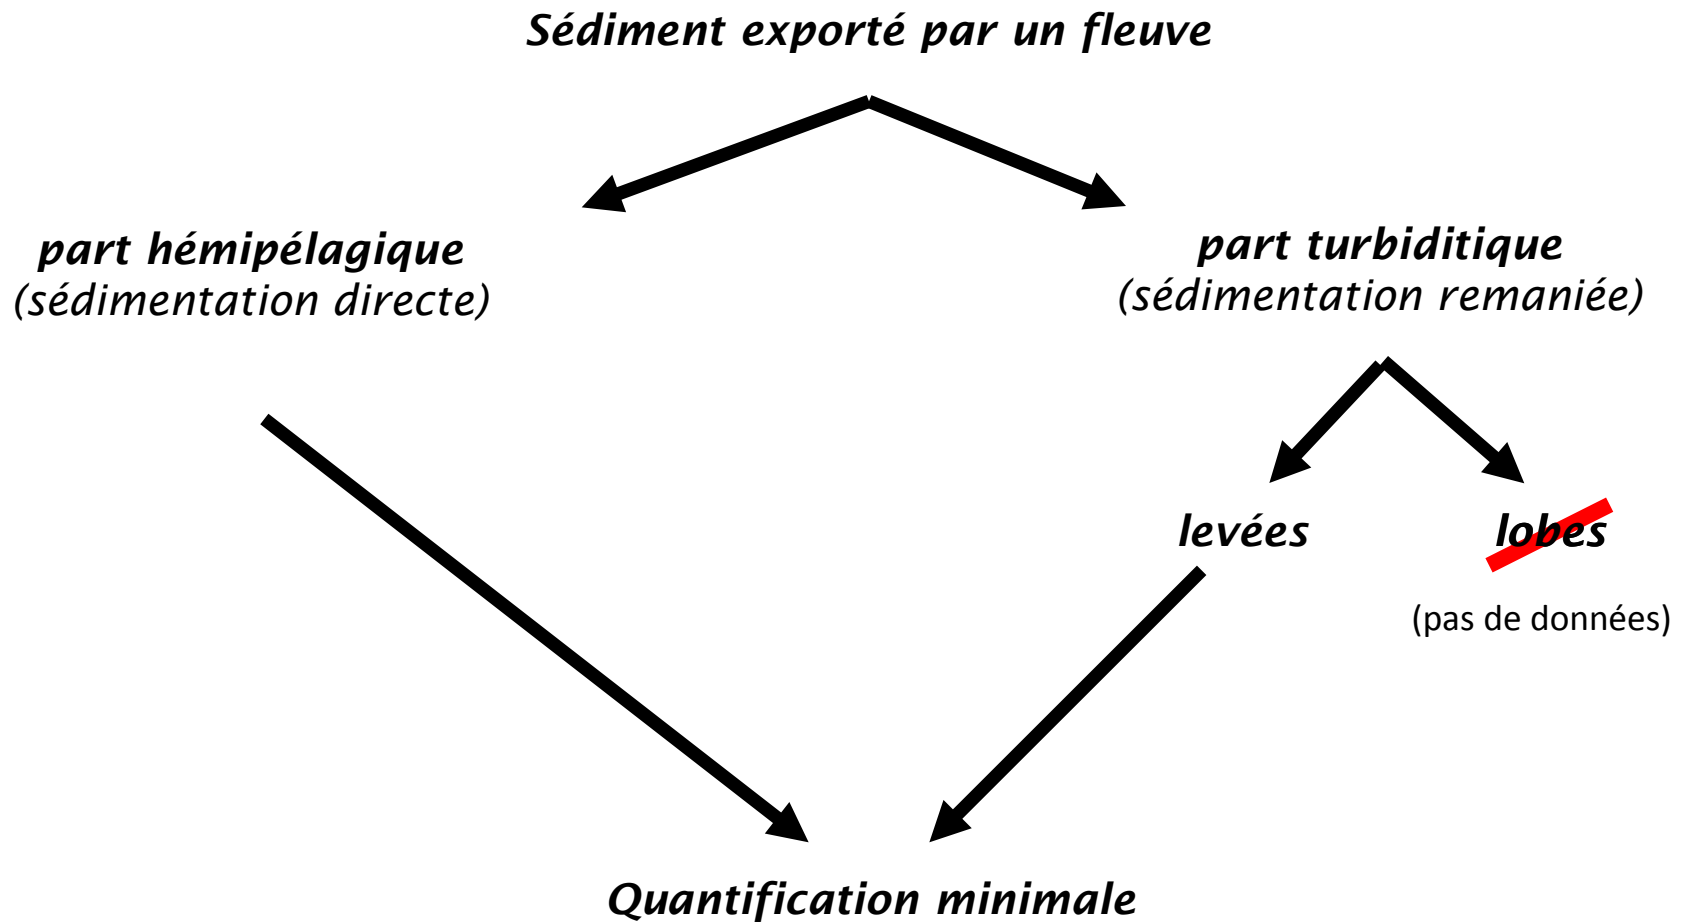 Sédiment exporté par un fleuve
part hémipélagique
(sédimentation directe)
part turbiditique
(sédimentation remaniée)
levées
lobes
(pas de données)
Quantification minimale